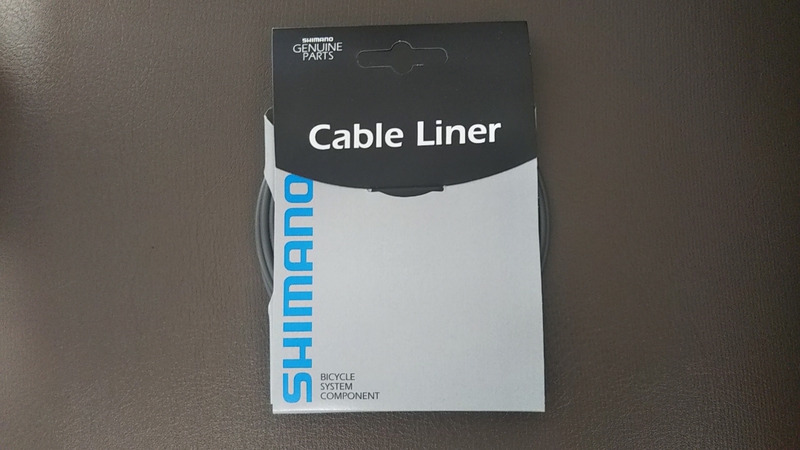 SHIMANO
GENUINE
PARTS
Cable Liner
SHIMANO
BICYCLE
SYSTEM
COMPONENT